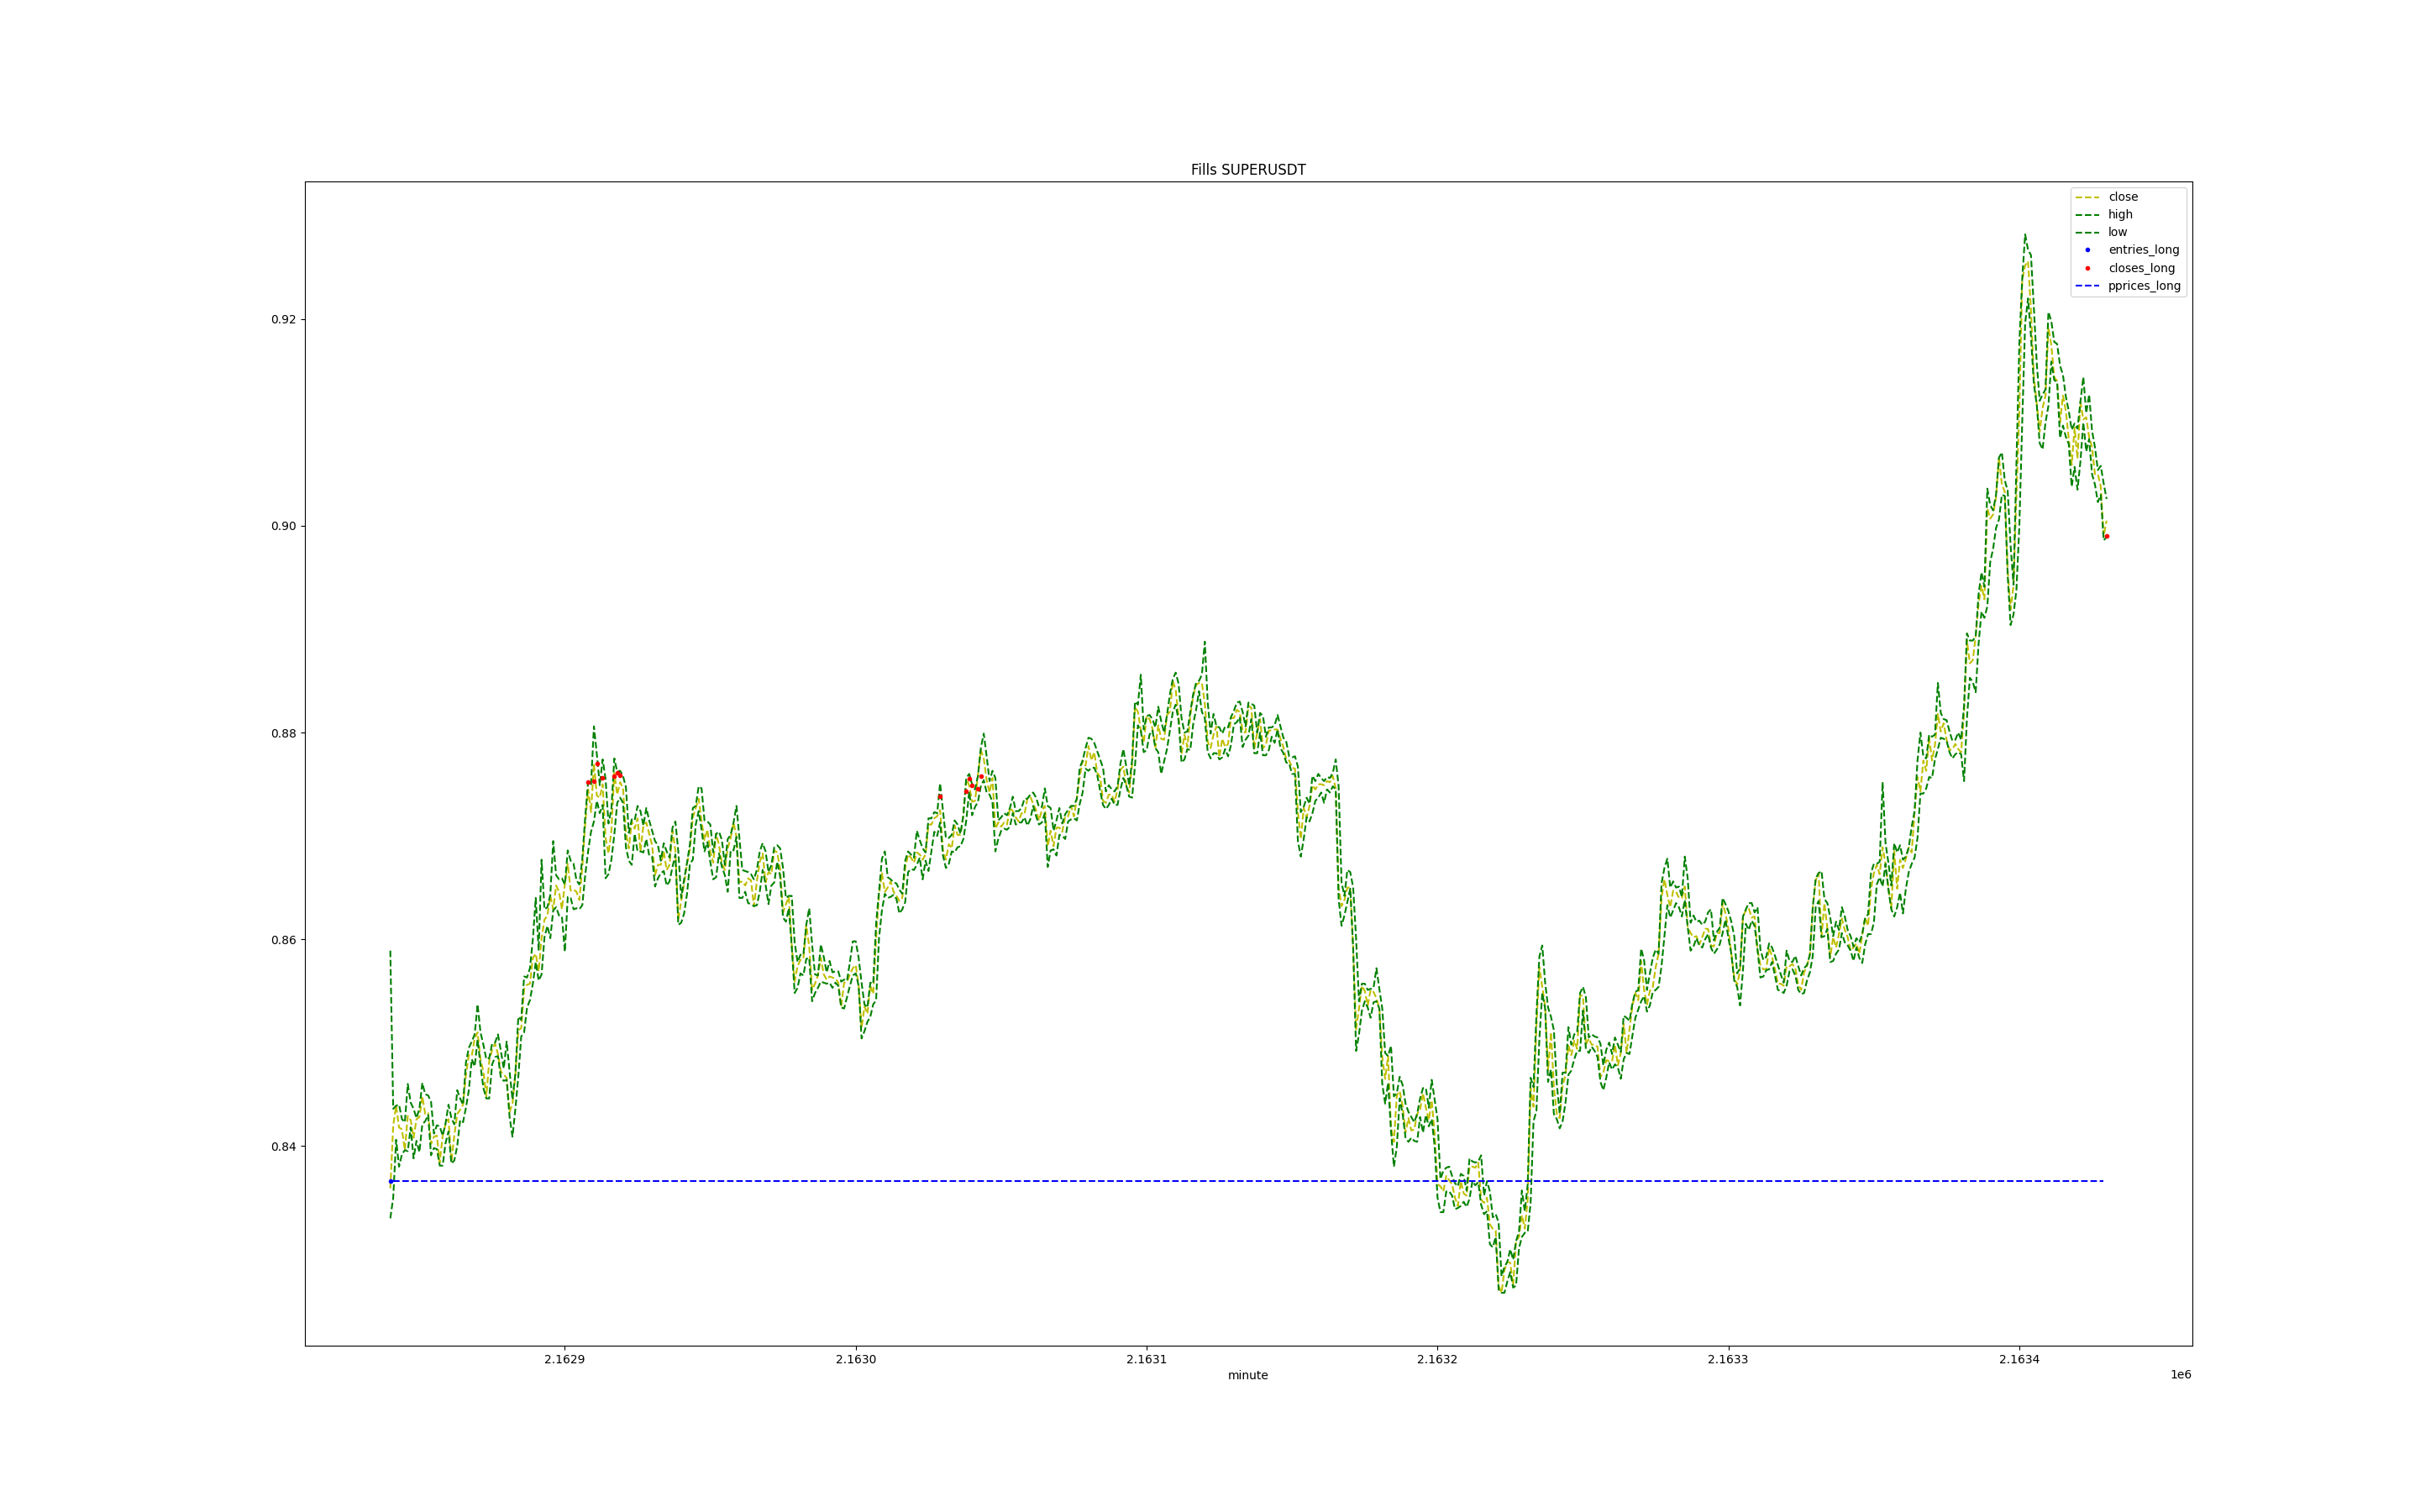 Fills SUPERUSDT
close
high
low
entries_long
closes_long
pprices_long
0.92
0.90
0.88
0.86
0.84
2.1629 2.1630 2.1631 2.1632 2.1633 2.1634
minute
1e6